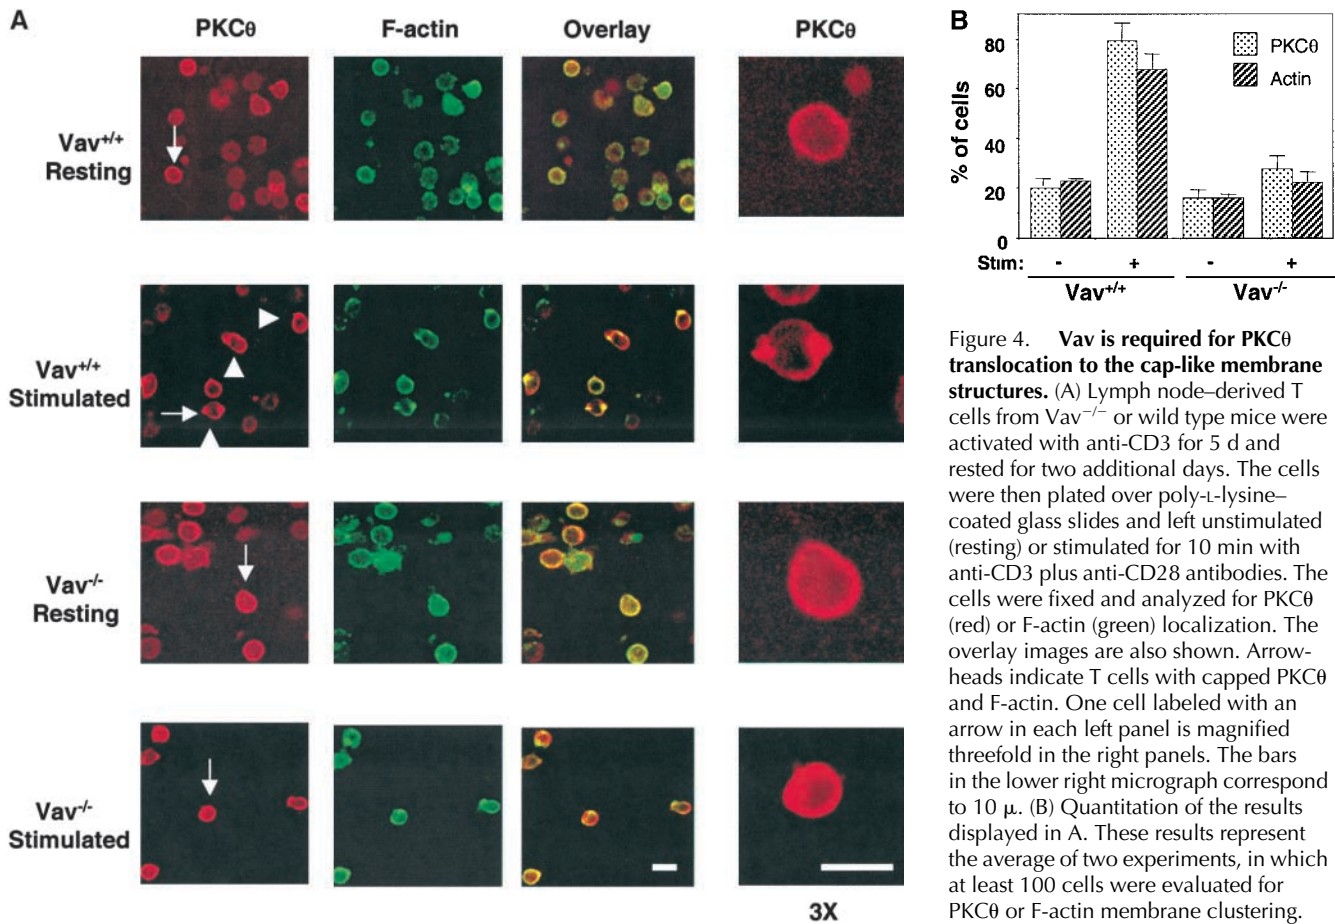 A
PKCθ F-actin Overlay PKCθ
Vav+/+
Resting
Vav+/+
Stimulated
Vav-/-
Resting
Vav-/-
Stimulated
3X
B
% of cells
80
60
40
20
0
PKCθ
Actin
Stim: - + - +
Vav+/+ Vav-/-
Figure 4. Vav is required for PKCθ
translocation to the cap-like membrane
structures. (A) Lymph node–derived T
cells from Vav−/− or wild type mice were
activated with anti-CD3 for 5 d and
rested for two additional days. The cells
were then plated over poly-L-lysine–
coated glass slides and left unstimulated
(resting) or stimulated for 10 min with
anti-CD3 plus anti-CD28 antibodies. The
cells were fixed and analyzed for PKCθ
(red) or F-actin (green) localization. The
overlay images are also shown. Arrow-
heads indicate T cells with capped PKCθ
and F-actin. One cell labeled with an
arrow in each left panel is magnified
threefold in the right panels. The bars
in the lower right micrograph correspond
to 10 μ. (B) Quantitation of the results
displayed in A. These results represent
the average of two experiments, in which
at least 100 cells were evaluated for
PKCθ or F-actin membrane clustering.